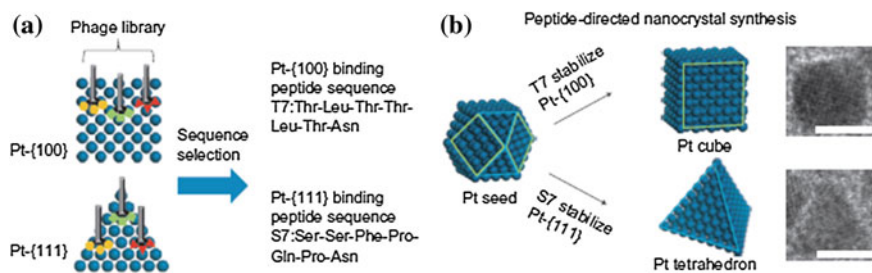 (a)
Phage library
Pt-{100}
Pt-{111}
Sequence
selection
Pt-{100} binding
peptide sequence
T7:Thr-Leu-Thr-Thr-
Leu-Thr-Asn
Pt-{111} binding
peptide sequence
S7:Ser-Ser-Phe-Pro-
Gln-Pro-Asn
(b)
Peptide-directed nanocrystal synthesis
Pt seed
T7 stabilize
Pt-{100}
S7 stabilize
Pt-{111}
Pt cube
Pt tetrahedron